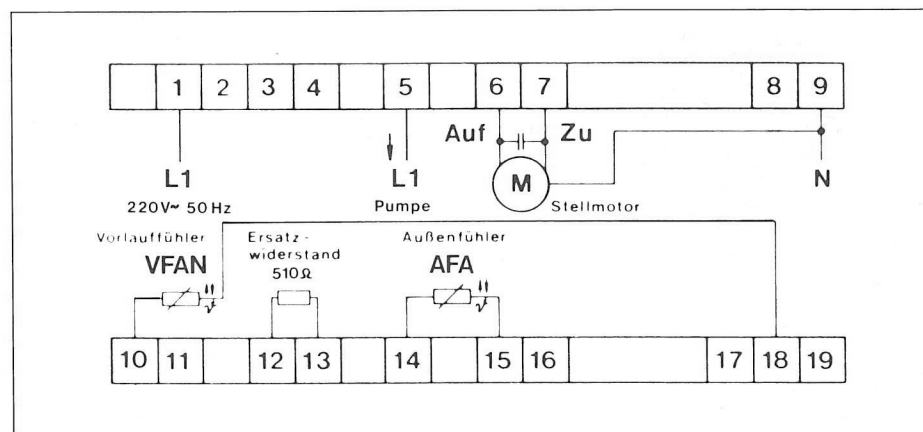 1 2 3 4 5 6 7 8 9
Auf Zu
L1 L1 M N
220V~ 50 Hz Pumpe Stellmotor
Vorlauffühler Ersatz- Außenfühler
VFAN widerstand AFA
510Ω
ϑ ϑ
10 11 12 13 14 15 16 17 18 19